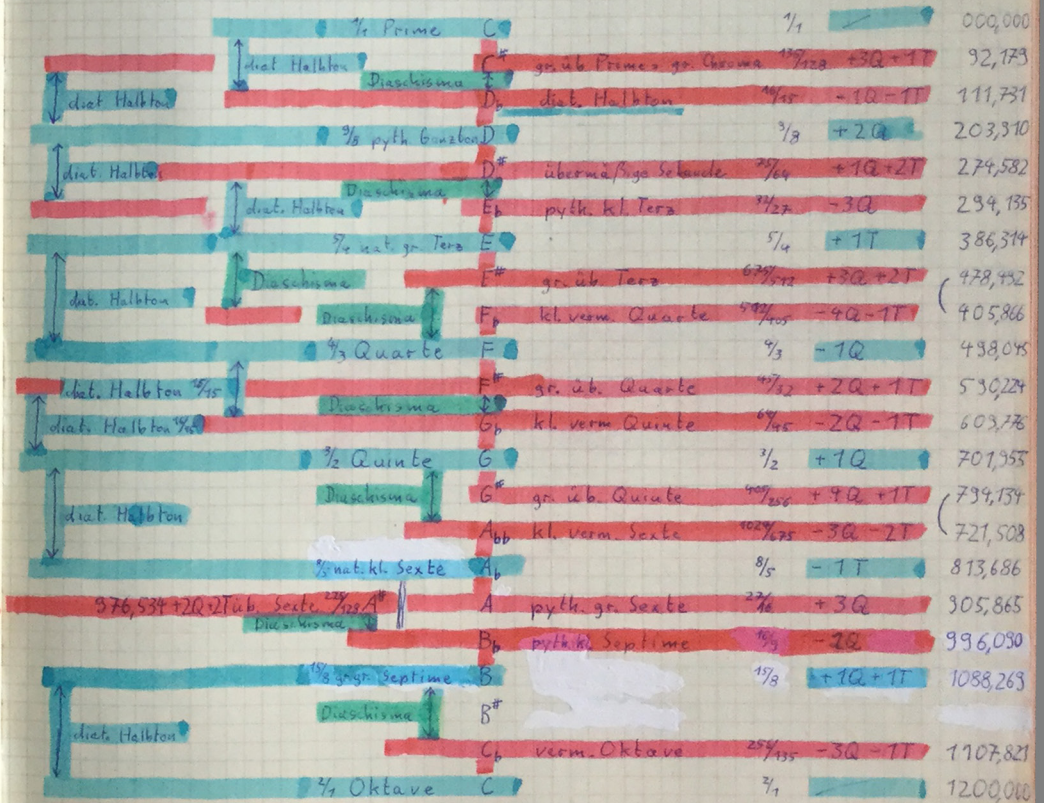 1/1 Prime C 1/1 000,000
diat Halbton C# gr. üb. Prime > gr. Chroma 135/128 +3Q +1T 92,179
Diaschisma
diat Halbton Db diat. Halbton 16/15 -1Q -1T 111,731
9/8 pyth Ganzton D 9/8 +2Q 203,910
diat Halbton D# übermäßige Sekunde 75/64 +1Q +2T 274,582
Diaschisma
diat. Halbton Eb pyth. kl. Terz 32/27 -3Q 294,135
5/4 nat. gr. Terz E 5/4 +1T 386,314
Diaschisma E# gr. üb. Terz 675/512 +3Q +2T 478,492
diat. Halbton
Diaschisma Fb kl. verm. Quarte 512/405 -4Q -1T 405,866
4/3 Quarte F 4/3 -1Q 498,045
diat. Halbton 16/15 F# gr. üb. Quarte 45/32 +2Q +1T 590,224
Diaschisma
diat. Halbton 16/15 Gb kl. verm Quinte 64/45 -2Q -1T 609,776
3/2 Quinte G 3/2 +1Q 701,955
Diaschisma G# gr. üb. Quinte 405/256 +4Q +1T 794,134
diat. Halbton
Abb kl. verm. Sexte 1024/675 -3Q -2T 721,508
8/5 nat. kl. Sexte Ab 8/5 -1T 813,686
976,534 +2Q+2T üb. Sexte 225/128 A# A pyth. gr. Sexte 27/16 +3Q 905,865
Diaschisma
Bb pyth kl. Septime 16/9 -2Q 996,090
15/8 gr. Septime B 15/8 +1Q +1T 1088,269
Diaschisma B#
diat. Halbton
Cb verm. Oktave 256/135 -3Q -1T 1107,821
2/1 Oktave C 2/1 1200,000